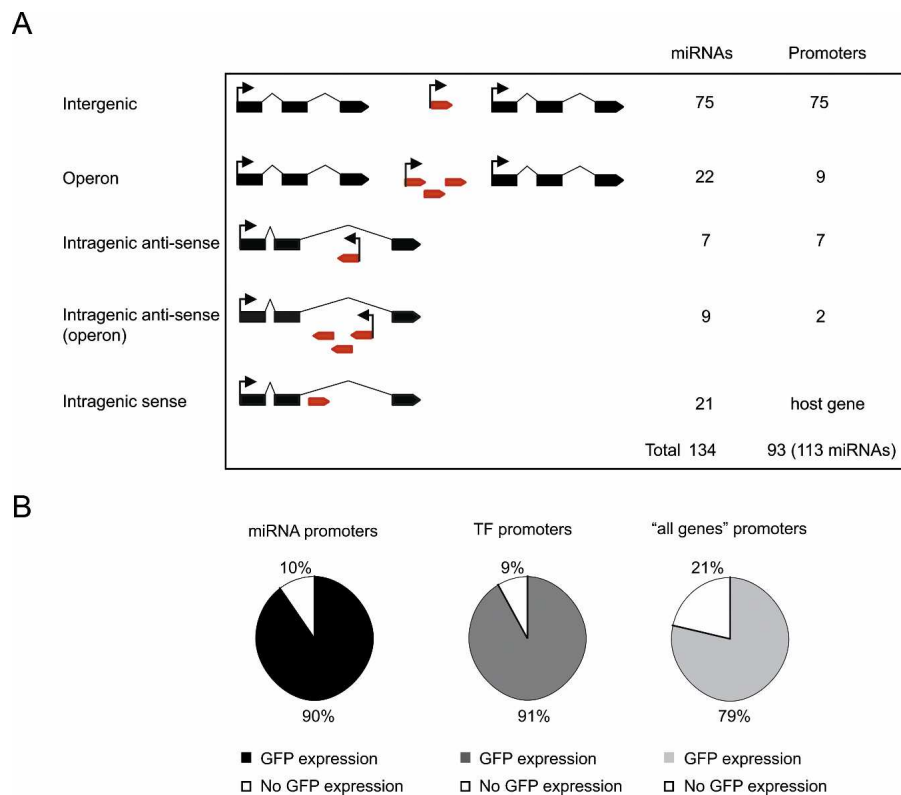 A
miRNAs Promoters
Intergenic 75 75
Operon 22 9
Intragenic anti-sense 7 7
Intragenic anti-sense 9 2
(operon)
Intragenic sense 21 host gene
Total 134 93 (113 miRNAs)
B
miRNA promoters TF promoters "all genes" promoters
10% 9% 21%
90% 91% 79%
GFP expression GFP expression GFP expression
No GFP expression No GFP expression No GFP expression